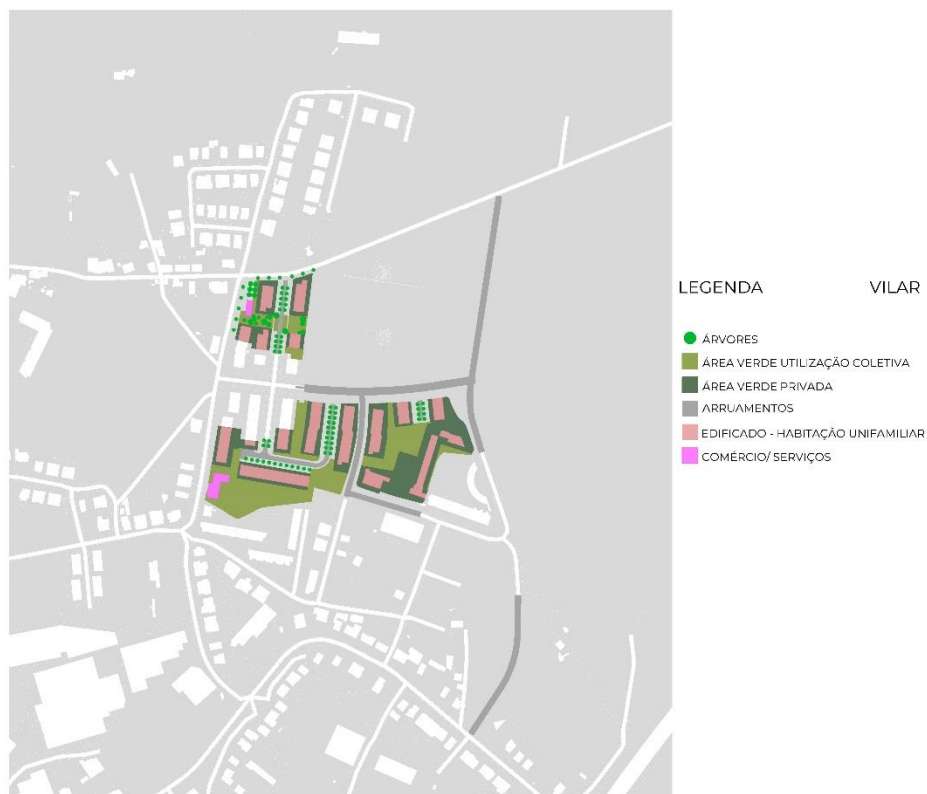 LEGENDA VILAR
ÁRVORES
ÁREA VERDE UTILIZAÇÃO COLETIVA
ÁREA VERDE PRIVADA
ARRUAMENTOS
EDIFICADO - HABITAÇÃO UNIFAMILIAR
COMÉRCIO/ SERVIÇOS